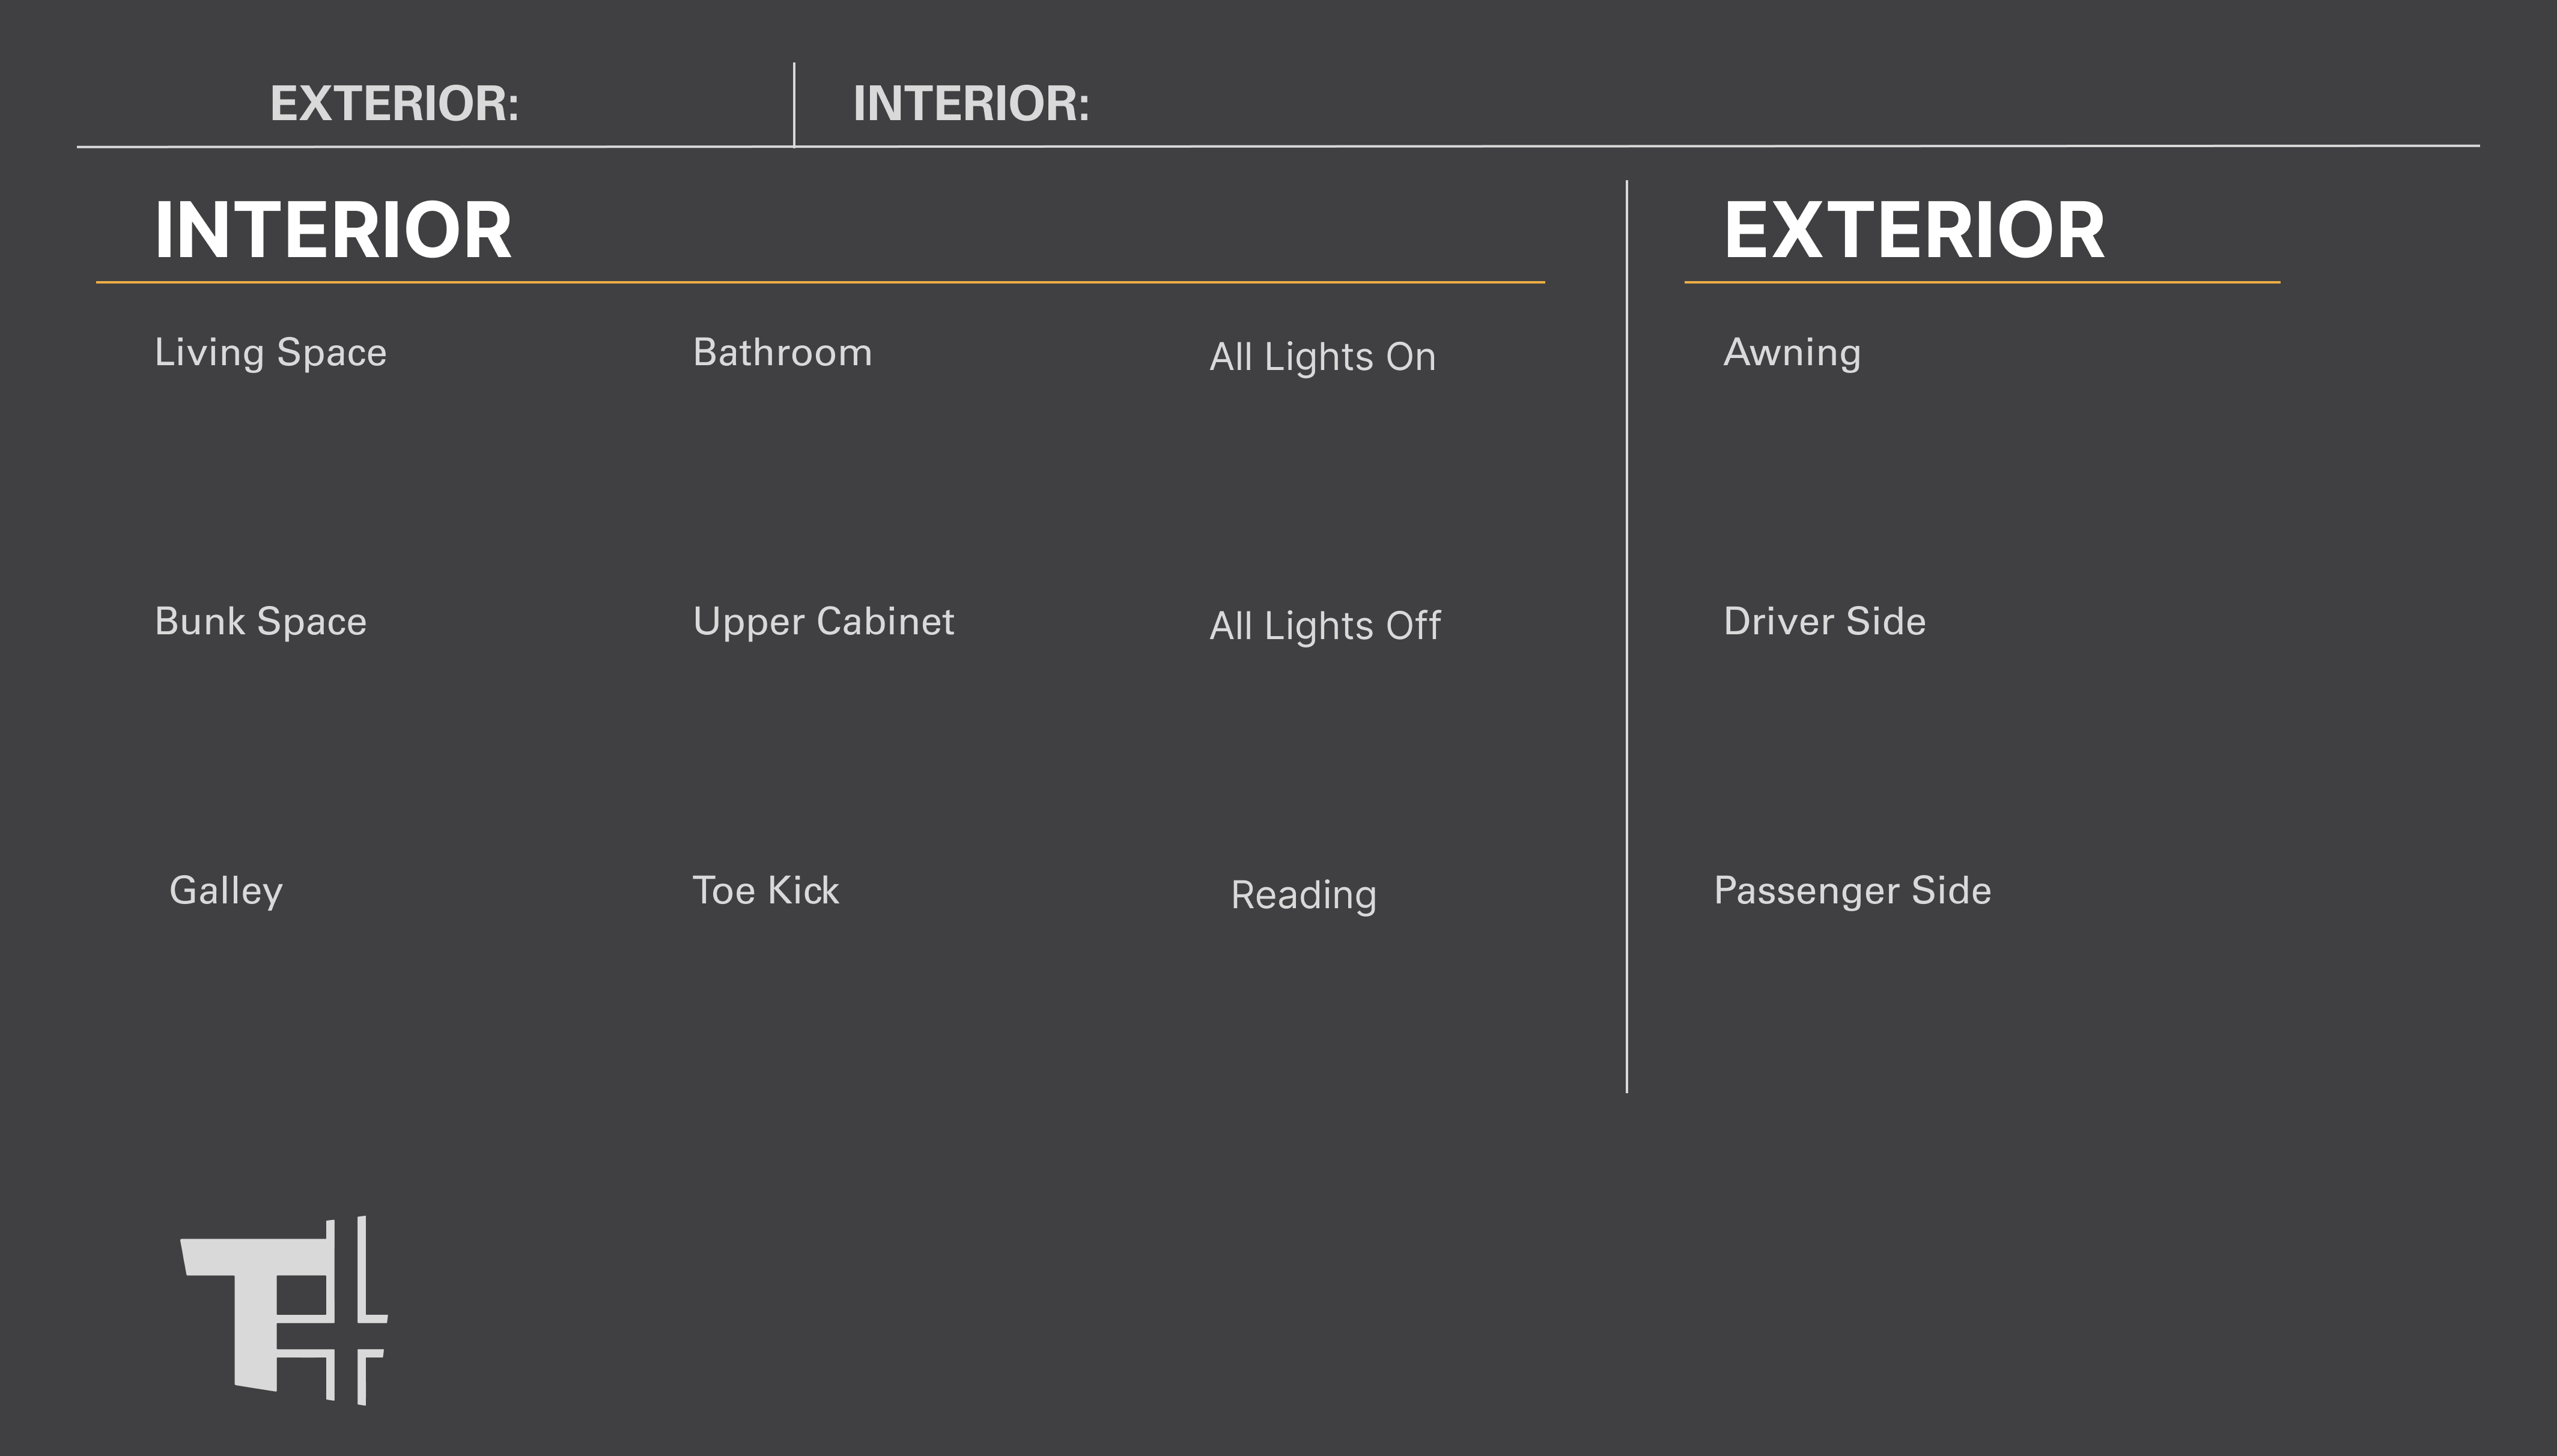 EXTERIOR:
INTERIOR:
INTERIOR
EXTERIOR
Living Space
Bathroom
All Lights On
Awning
Bunk Space
Upper Cabinet
All Lights Off
Driver Side
Galley
Toe Kick
Reading
Passenger Side